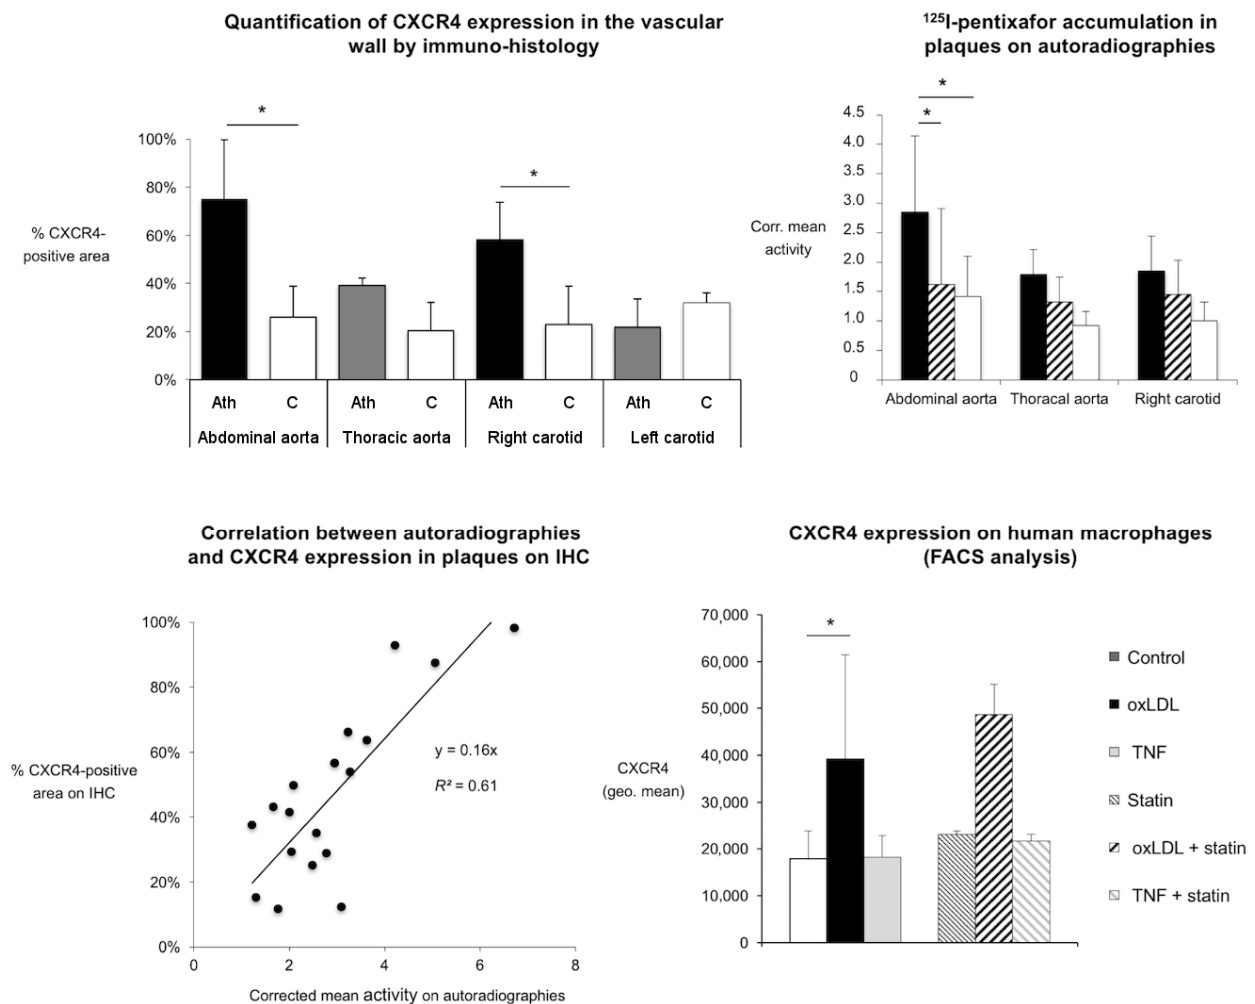 Quantification of CXCR4 expression in the vascular
wall by immuno-histology
*
*
100%
80%
60%
40%
20%
0%
% CXCR4-
positive area
Ath C Ath C Ath C Ath C
Abdominal aorta Thoracic aorta Right carotid Left carotid
¹²⁵I-pentixafor accumulation in
plaques on autoradiographies
*
*
4.5
4.0
3.5
3.0
2.5
2.0
1.5
1.0
0.5
0
Corr. mean
activity
Abdominal aorta Thoracal aorta Right carotid
Correlation between autoradiographies
and CXCR4 expression in plaques on IHC
100%
80%
60%
40%
20%
0%
% CXCR4-positive
area on IHC
y = 0.16x
R² = 0.61
0 2 4 6 8
Corrected mean activity on autoradiographies
CXCR4 expression on human macrophages
(FACS analysis)
*
70,000
60,000
50,000
40,000
30,000
20,000
10,000
0
CXCR4
(geo. mean)
Control
oxLDL
TNF
Statin
oxLDL + statin
TNF + statin